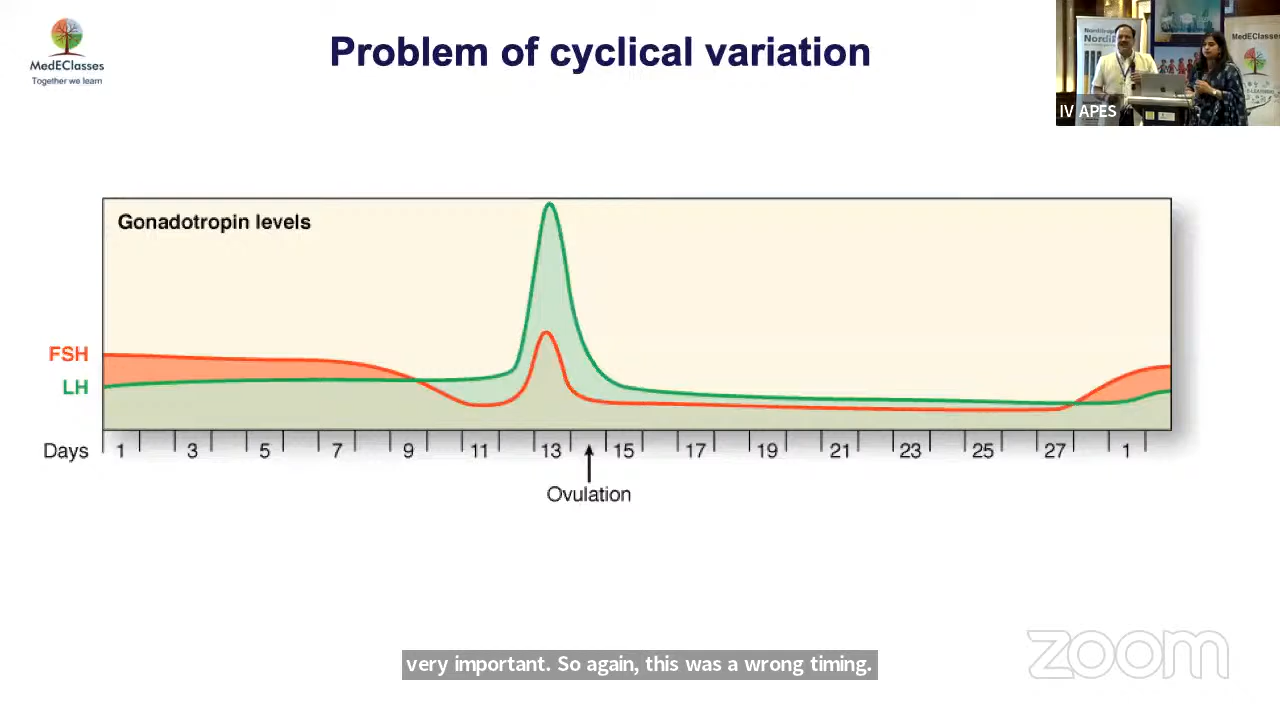 MedEClasses
Together we learn
Problem of cyclical variation
IV APES
MedEClasses
Gonadotropin levels
FSH
LH
Days 1 3 5 7 9 11 13 15 17 19 21 23 25 27 1
Ovulation
very important. So again, this was a wrong timing.
zoom